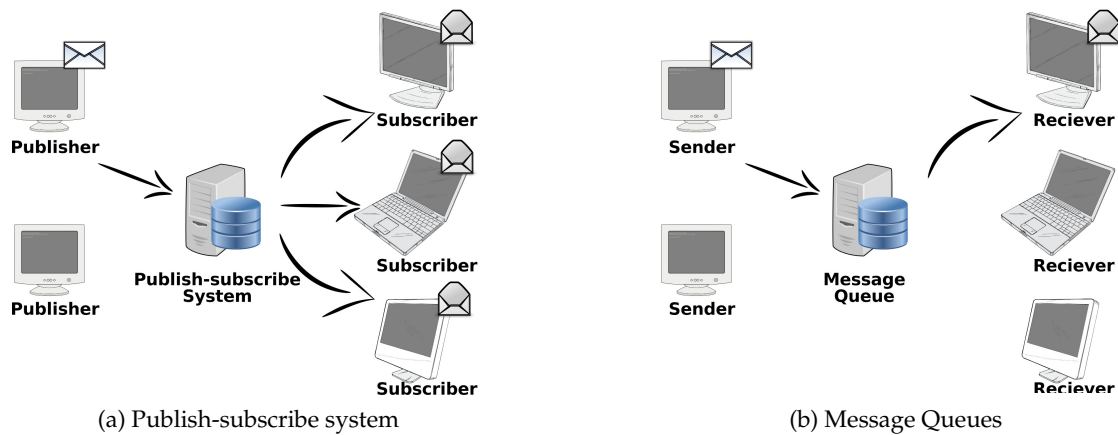 Publisher
Publisher
Publish-subscribe
System
Subscriber
Subscriber
Subscriber
(a) Publish-subscribe system
Sender
Sender
Message
Queue
Reciever
Reciever
Reciever
(b) Message Queues